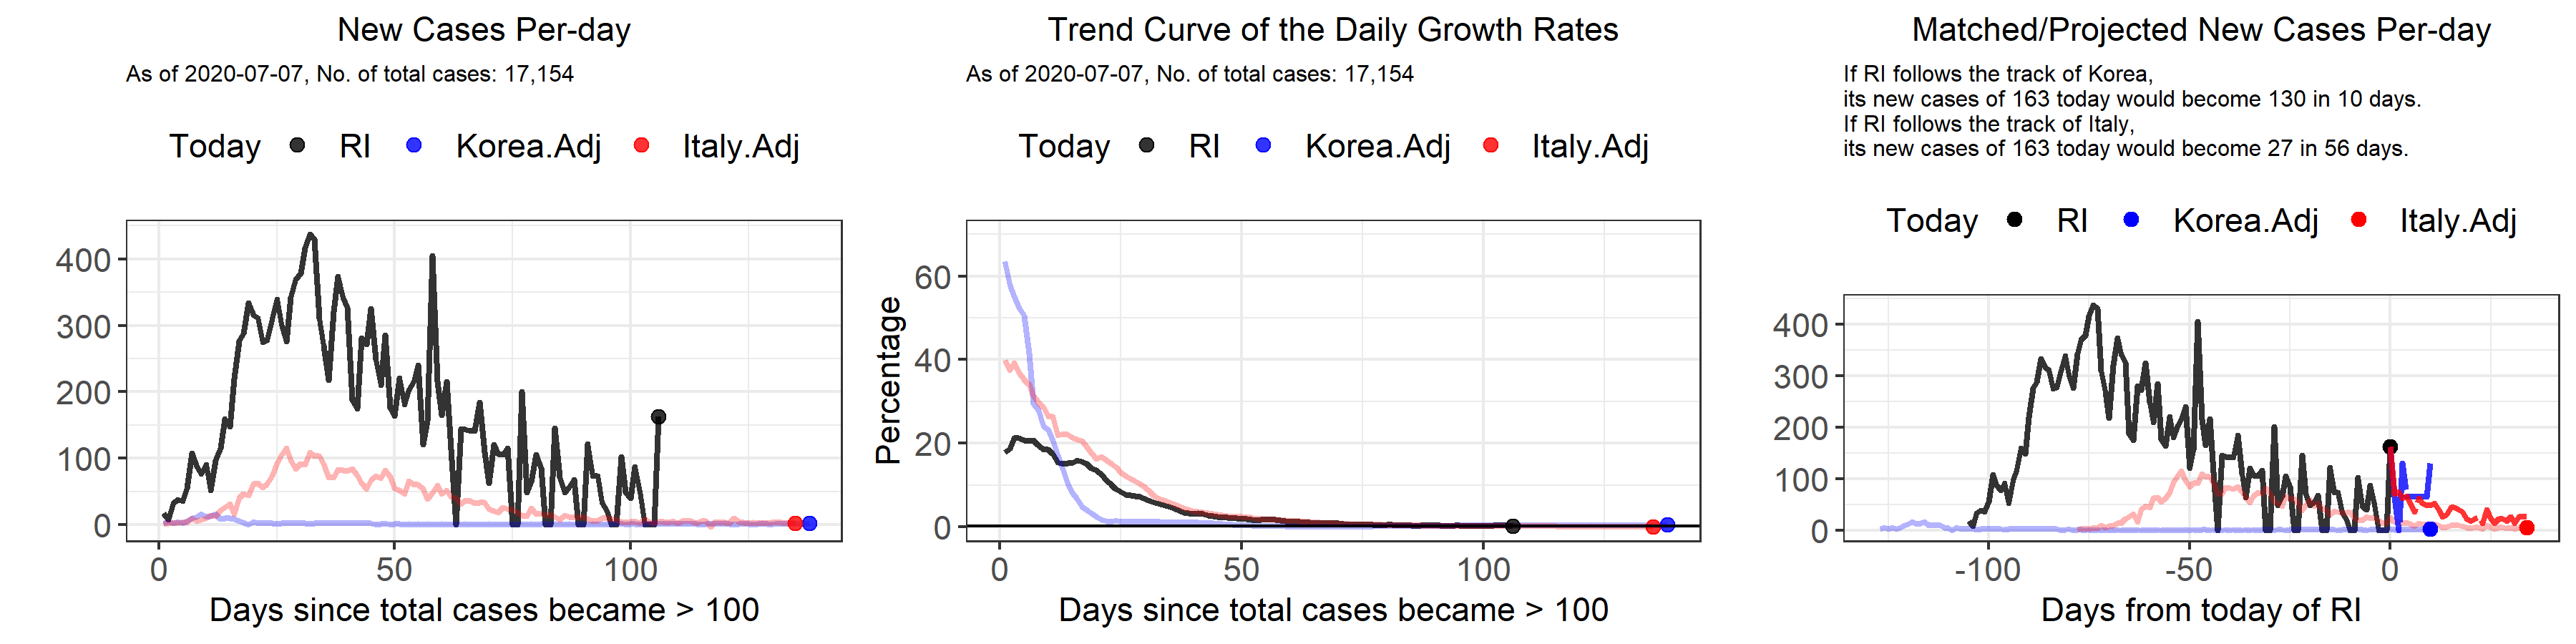 New Cases Per-day
As of 2020-07-07, No. of total cases: 17,154
Today RI Korea.Adj Italy.Adj
400
300
200
100
0
0 50 100
Days since total cases became > 100
Trend Curve of the Daily Growth Rates
As of 2020-07-07, No. of total cases: 17,154
Today RI Korea.Adj Italy.Adj
Percentage
60
40
20
0
0 50 100
Days since total cases became > 100
Matched/Projected New Cases Per-day
If RI follows the track of Korea,
its new cases of 163 today would become 130 in 10 days.
If RI follows the track of Italy,
its new cases of 163 today would become 27 in 56 days.
Today RI Korea.Adj Italy.Adj
400
300
200
100
0
-100 -50 0
Days from today of RI